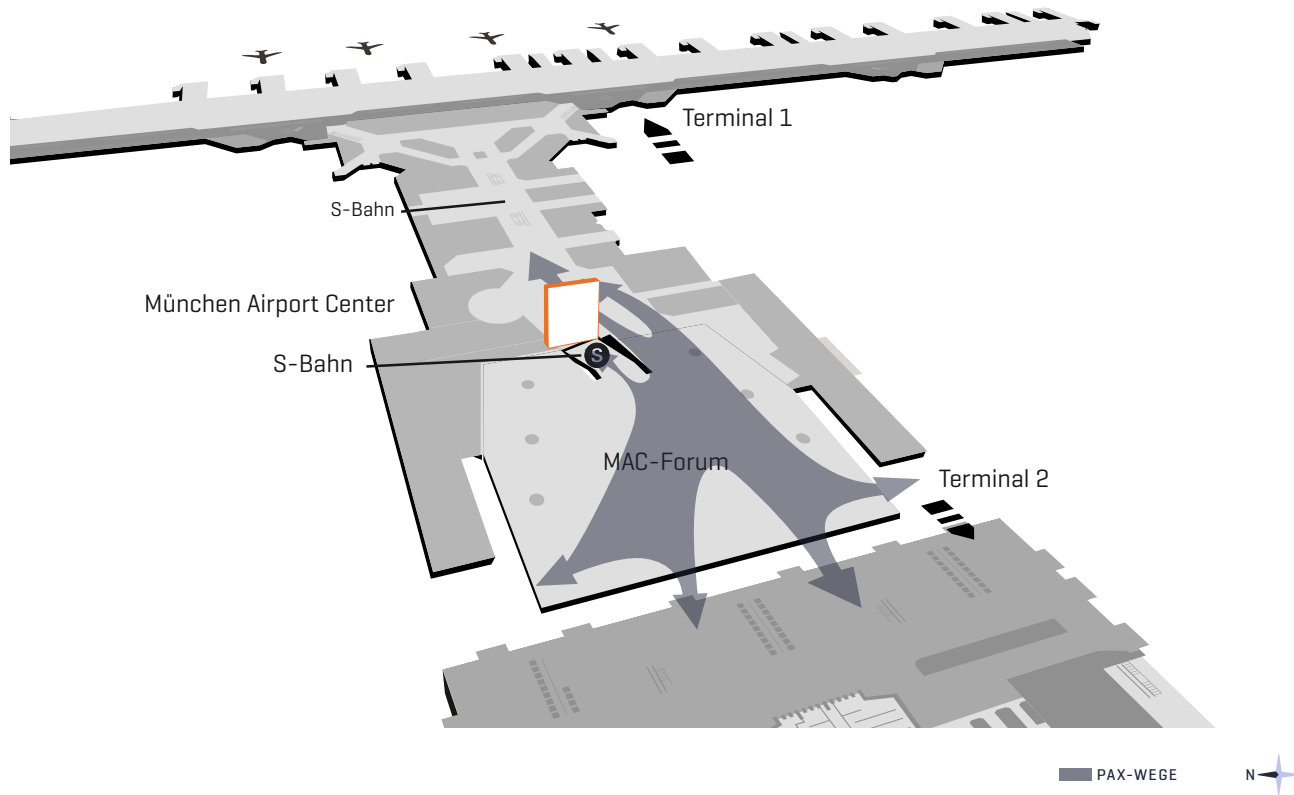 Terminal 1
S-Bahn
München Airport Center
S-Bahn
S
MAC-Forum
Terminal 2
PAX-WEGE
N